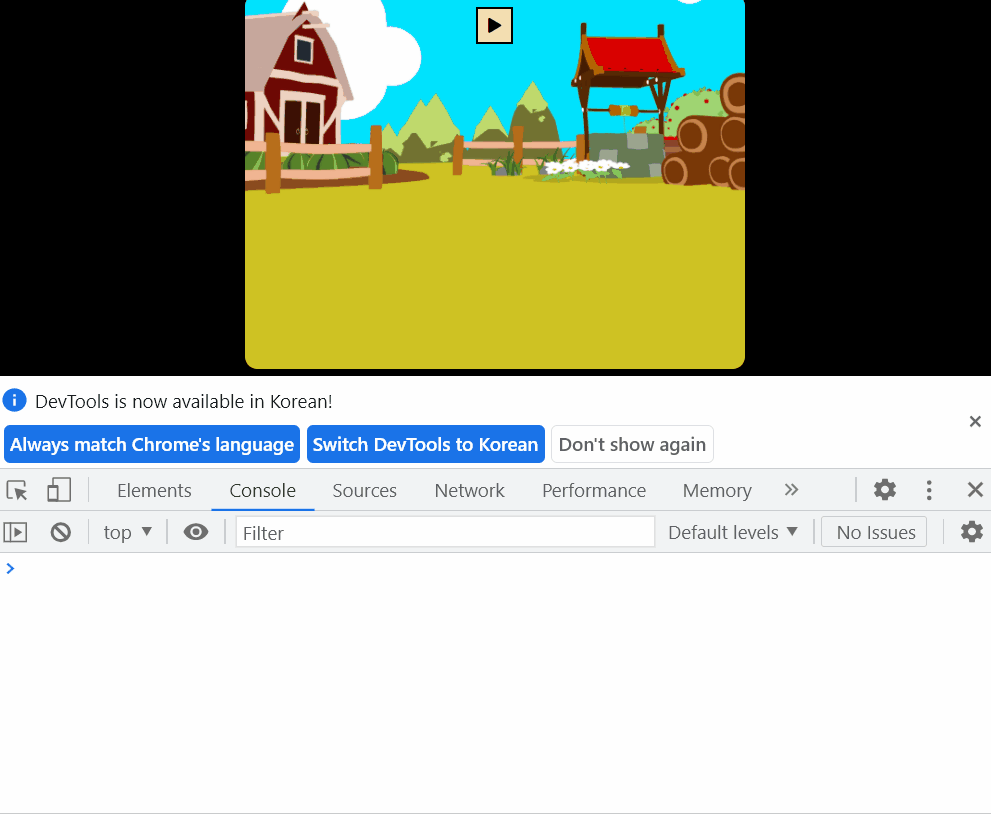 DevTools is now available in Korean!
Always match Chrome's language Switch DevTools to Korean Don't show again
Elements Console Sources Network Performance Memory
top Filter Default levels No Issues